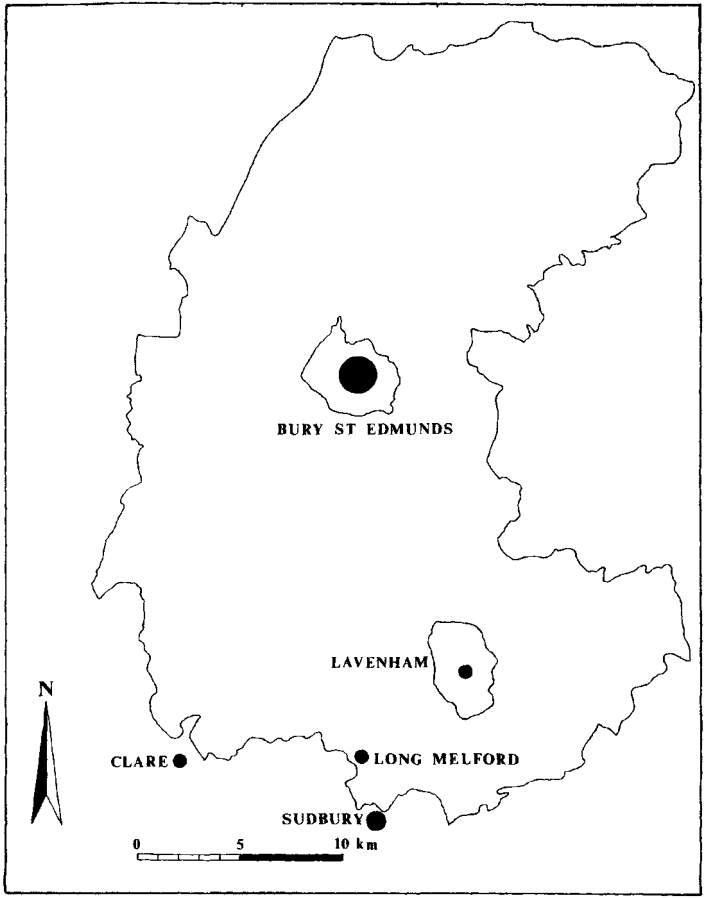 BURY ST EDMUNDS
LAVENHAM
N
CLARE
LONG MELFORD
SUDBURY
0 5 10 km